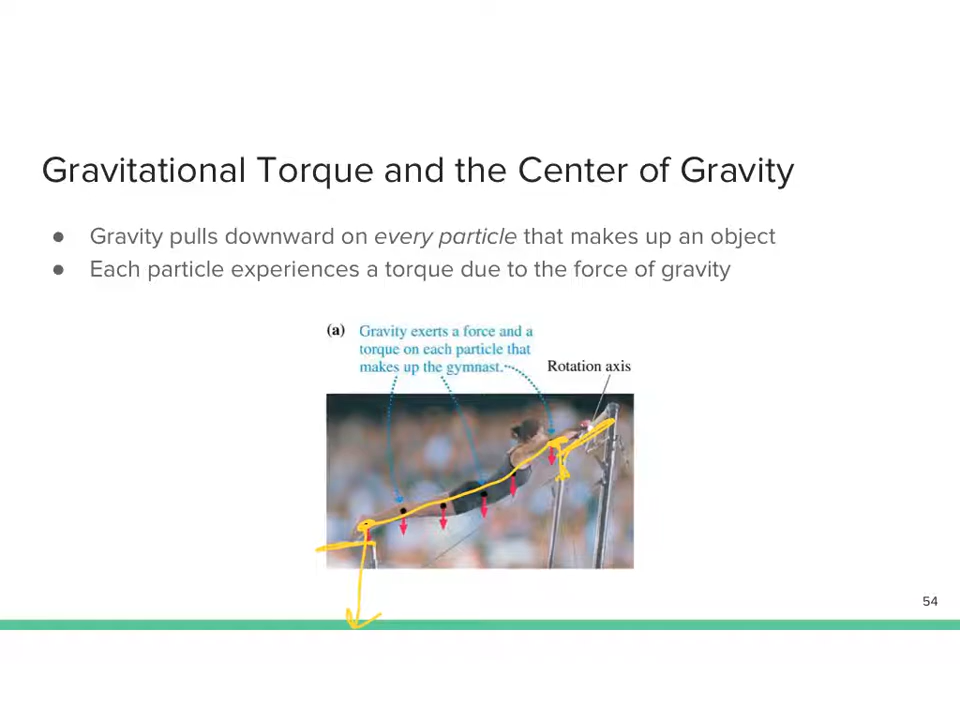 Gravitational Torque and the Center of Gravity
● Gravity pulls downward on every particle that makes up an object
● Each particle experiences a torque due to the force of gravity
(a) Gravity exerts a force and a
torque on each particle that
makes up the gymnast.
Rotation axis
54